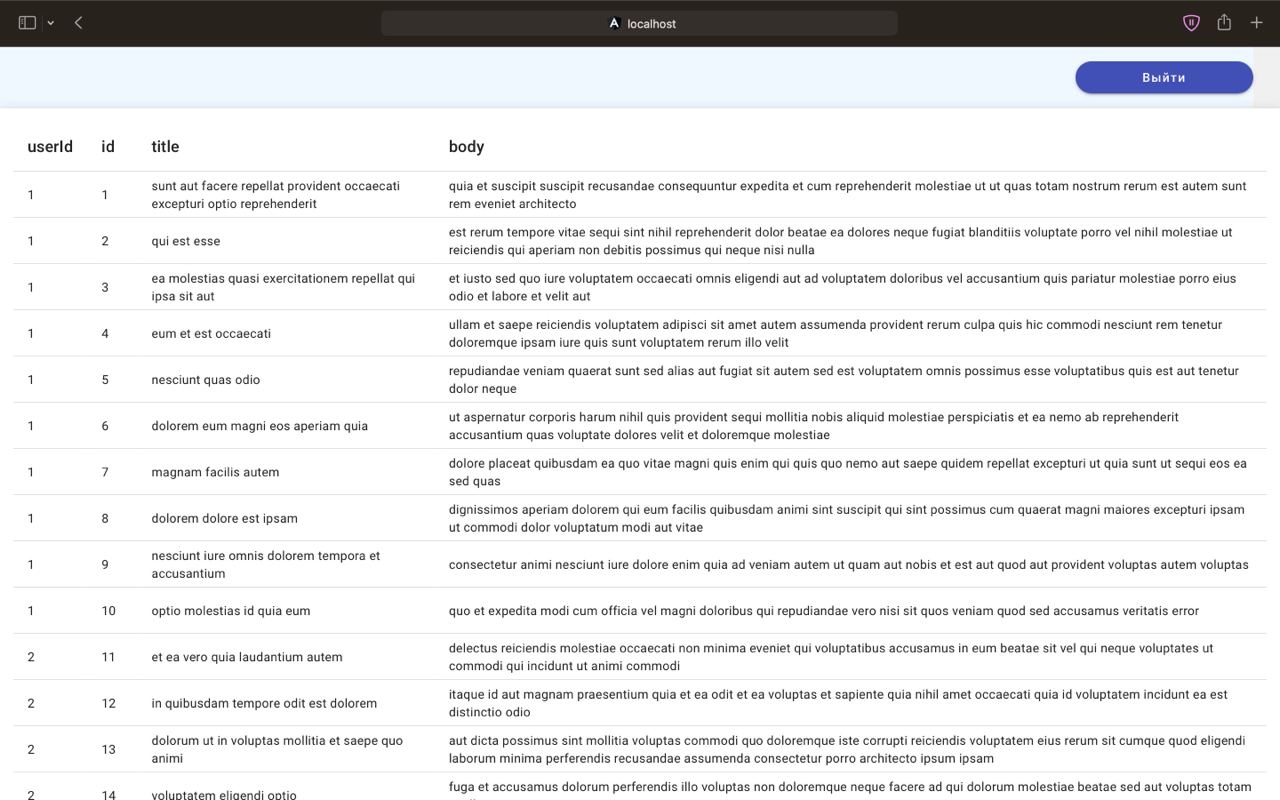 localhost
Выйти
userId id title body
1 1 sunt aut facere repellat provident occaecati excepturi optio reprehenderit
quia et suscipit suscipit recusandae consequuntur expedita et cum reprehenderit molestiae ut ut quas totam nostrum rerum est autem sunt
rem eveniet architecto
1 2 qui est esse
est rerum tempore vitae sequi sint nihil reprehenderit dolor beatae ea dolores neque fugiat blanditiis voluptate porro vel nihil molestiae ut
reiciendis qui aperiam non debitis possimus qui neque nisi nulla
1 3 ea molestias quasi exercitationem repellat qui
ipsa sit aut
et iusto sed quo iure voluptatem occaecati omnis eligendi aut ad voluptatem doloribus vel accusantium quis pariatur molestiae porro eius
odio et labore et velit aut
1 4 eum et est occaecati
ullam et saepe reiciendis voluptatem adipisci sit amet autem assumenda provident rerum culpa quis hic commodi nesciunt rem tenetur
doloremque ipsam iure quis sunt voluptatem rerum illo velit
1 5 nesciunt quas odio
repudiandae veniam quaerat sunt sed alias aut fugiat sit autem sed est voluptatem omnis possimus esse voluptatibus quis est aut tenetur
dolor neque
1 6 dolorem eum magni eos aperiam quia
ut aspernatur corporis harum nihil quis provident sequi mollitia nobis aliquid molestiae perspiciatis et ea nemo ab reprehenderit
accusantium quas voluptate dolores velit et doloremque molestiae
1 7 magnam facilis autem
dolore placeat quibusdam ea quo vitae magni quis enim qui quis quo nemo aut saepe quidem repellat excepturi ut quia sunt ut sequi eos ea
sed quas
1 8 dolorem dolore est ipsam
dignissimos aperiam dolorem qui eum facilis quibusdam animi sint suscipit qui sint possimus cum quaerat magni maiores excepturi ipsam
ut commodi dolor voluptatum modi aut vitae
1 9 nesciunt iure omnis dolorem tempora et
accusantium
consectetur animi nesciunt iure dolore enim quia ad veniam autem ut quam aut nobis et est aut quod aut provident voluptas autem voluptas
1 10 optio molestias id quia eum
quo et expedita modi cum officia vel magni doloribus qui repudiandae vero nisi sit quos veniam quod sed accusamus veritatis error
2 11 et ea vero quia laudantium autem
delectus reiciendis molestiae occaecati non minima eveniet qui voluptatibus accusamus in eum beatae sit vel qui neque voluptates ut
commodi qui incidunt ut animi commodi
2 12 in quibusdam tempore odit est dolorem
itaque id aut magnam praesentium quia et ea odit et ea voluptas et sapiente quia nihil amet occaecati quia id voluptatem incidunt ea est
distinctio odio
2 13 dolorum ut in voluptas mollitia et saepe quo
animi
aut dicta possimus sint mollitia voluptas commodi quo doloremque iste corrupti reiciendis voluptatem eius rerum sit cumque quod eligendi
laborum minima perferendis recusandae assumenda consectetur porro architecto ipsum ipsam
2 14 voluptatem eligendi optio
fuga et accusamus dolorum perferendis illo voluptas non doloremque neque facere ad qui dolorum molestiae beatae sed aut voluptas totam